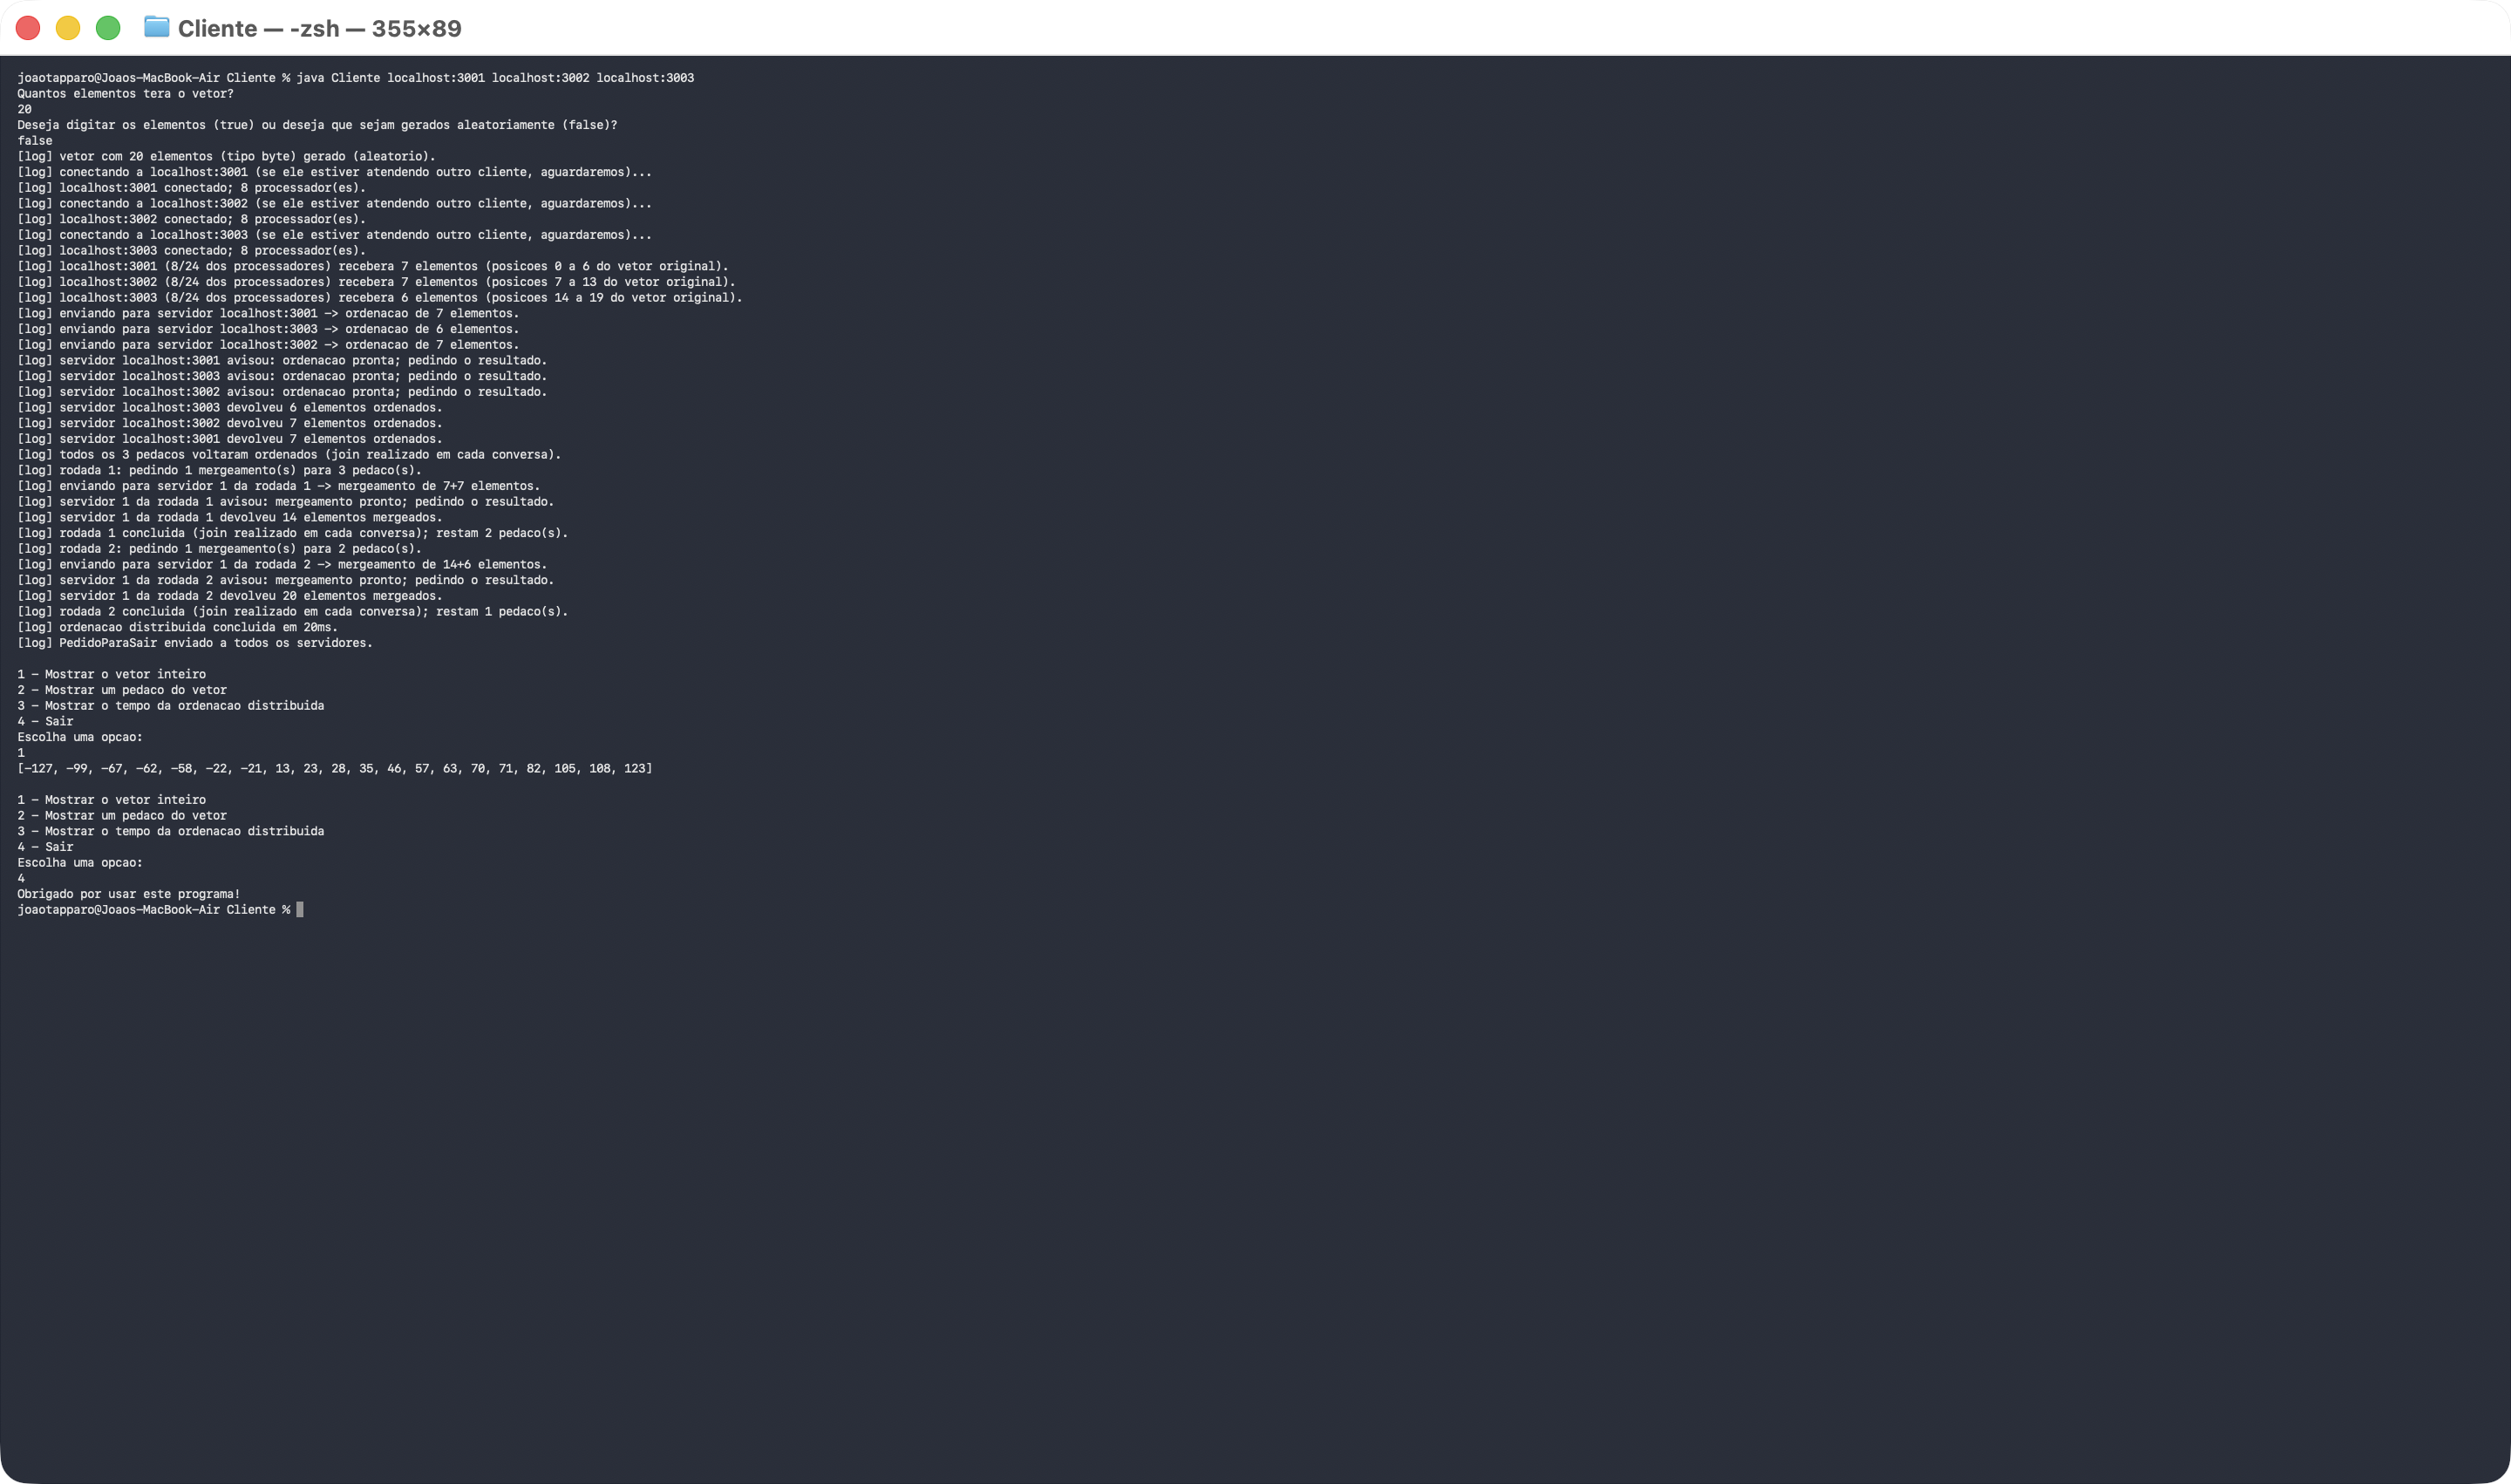 Cliente — -zsh — 355×89
joaotapparo@Joaos-MacBook-Air Cliente % java Cliente localhost:3001 localhost:3002 localhost:3003
Quantos elementos tera o vetor?
20
Deseja digitar os elementos (true) ou deseja que sejam gerados aleatoriamente (false)?
false
[log] vetor com 20 elementos (tipo byte) gerado (aleatorio).
[log] conectando a localhost:3001 (se ele estiver atendendo outro cliente, aguardaremos)...
[log] localhost:3001 conectado; 8 processador(es).
[log] conectando a localhost:3002 (se ele estiver atendendo outro cliente, aguardaremos)...
[log] localhost:3002 conectado; 8 processador(es).
[log] conectando a localhost:3003 (se ele estiver atendendo outro cliente, aguardaremos)...
[log] localhost:3003 conectado; 8 processador(es).
[log] localhost:3001 (8/24 dos processadores) recebera 7 elementos (posicoes 0 a 6 do vetor original).
[log] localhost:3002 (8/24 dos processadores) recebera 7 elementos (posicoes 7 a 13 do vetor original).
[log] localhost:3003 (8/24 dos processadores) recebera 6 elementos (posicoes 14 a 19 do vetor original).
[log] enviando para servidor localhost:3001 -> ordenacao de 7 elementos.
[log] enviando para servidor localhost:3003 -> ordenacao de 6 elementos.
[log] enviando para servidor localhost:3002 -> ordenacao de 7 elementos.
[log] servidor localhost:3001 avisou: ordenacao pronta; pedindo o resultado.
[log] servidor localhost:3003 avisou: ordenacao pronta; pedindo o resultado.
[log] servidor localhost:3002 avisou: ordenacao pronta; pedindo o resultado.
[log] servidor localhost:3003 devolveu 6 elementos ordenados.
[log] servidor localhost:3002 devolveu 7 elementos ordenados.
[log] servidor localhost:3001 devolveu 7 elementos ordenados.
[log] todos os 3 pedacos voltaram ordenados (join realizado em cada conversa).
[log] rodada 1: pedindo 1 mergeamento(s) para 3 pedaco(s).
[log] enviando para servidor 1 da rodada 1 -> mergeamento de 7+7 elementos.
[log] servidor 1 da rodada 1 avisou: mergeamento pronto; pedindo o resultado.
[log] servidor 1 da rodada 1 devolveu 14 elementos mergeados.
[log] rodada 1 concluida (join realizado em cada conversa); restam 2 pedaco(s).
[log] rodada 2: pedindo 1 mergeamento(s) para 2 pedaco(s).
[log] enviando para servidor 1 da rodada 2 -> mergeamento de 14+6 elementos.
[log] servidor 1 da rodada 2 avisou: mergeamento pronto; pedindo o resultado.
[log] servidor 1 da rodada 2 devolveu 20 elementos mergeados.
[log] rodada 2 concluida (join realizado em cada conversa); restam 1 pedaco(s).
[log] ordenacao distribuida concluida em 20ms.
[log] PedidoParaSair enviado a todos os servidores.
1 - Mostrar o vetor inteiro
2 - Mostrar um pedaco do vetor
3 - Mostrar o tempo da ordenacao distribuida
4 - Sair
Escolha uma opcao:
1
[-127, -99, -67, -62, -58, -22, -21, 13, 23, 28, 35, 46, 57, 63, 70, 71, 82, 105, 108, 123]
1 - Mostrar o vetor inteiro
2 - Mostrar um pedaco do vetor
3 - Mostrar o tempo da ordenacao distribuida
4 - Sair
Escolha uma opcao:
4
Obrigado por usar este programa!
joaotapparo@Joaos-MacBook-Air Cliente %